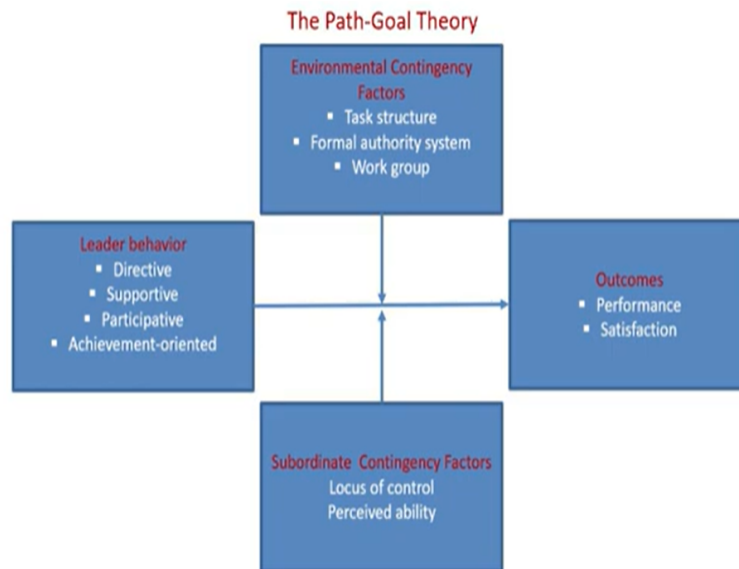 The Path-Goal Theory
Environmental Contingency
Factors
▪ Task structure
▪ Formal authority system
▪ Work group
Leader behavior
▪ Directive
▪ Supportive
▪ Participative
▪ Achievement-oriented
Outcomes
▪ Performance
▪ Satisfaction
Subordinate Contingency Factors
Locus of control
Perceived ability